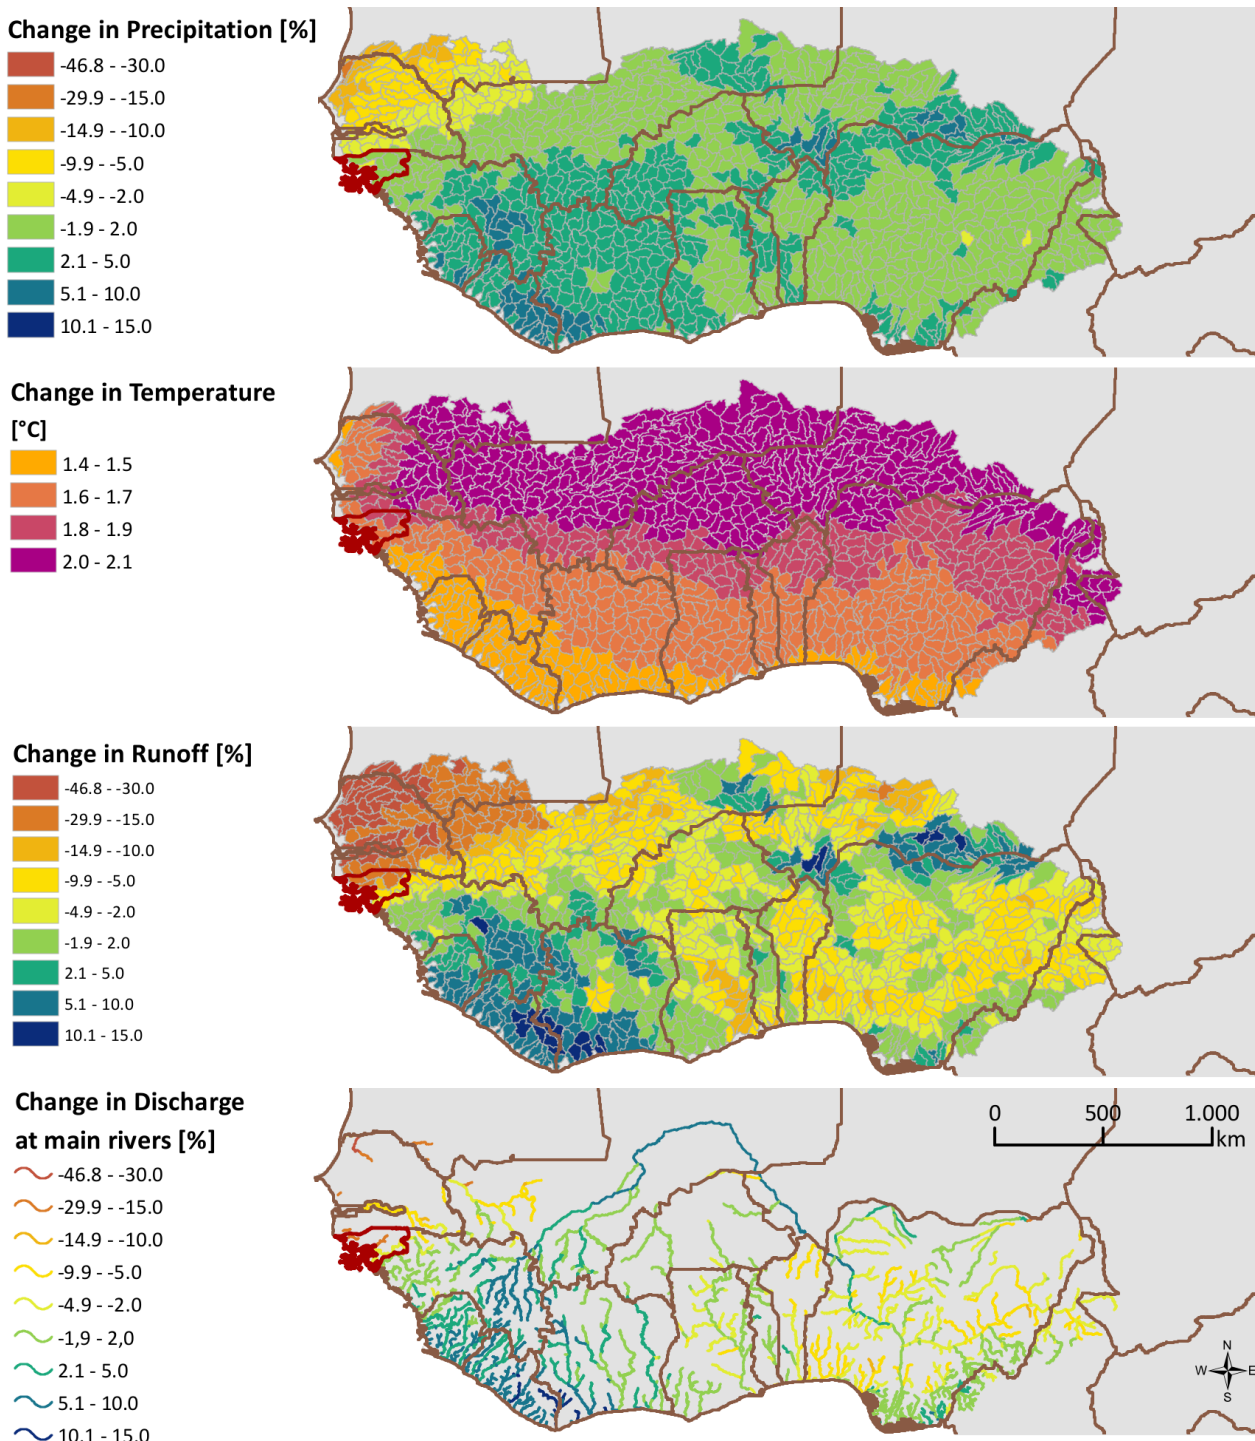 Change in Precipitation [%]
-46.8 - -30.0
-29.9 - -15.0
-14.9 - -10.0
-9.9 - -5.0
-4.9 - -2.0
-1.9 - 2.0
2.1 - 5.0
5.1 - 10.0
10.1 - 15.0
Change in Temperature
[°C]
1.4 - 1.5
1.6 - 1.7
1.8 - 1.9
2.0 - 2.1
Change in Runoff [%]
-46.8 - -30.0
-29.9 - -15.0
-14.9 - -10.0
-9.9 - -5.0
-4.9 - -2.0
-1.9 - 2.0
2.1 - 5.0
5.1 - 10.0
10.1 - 15.0
Change in Discharge
at main rivers [%]
-46.8 - -30.0
-29.9 - -15.0
-14.9 - -10.0
-9.9 - -5.0
-4.9 - -2.0
-1,9 - 2,0
2.1 - 5.0
5.1 - 10.0
10.1 - 15.0
0 500 1.000
km
N
W E
S